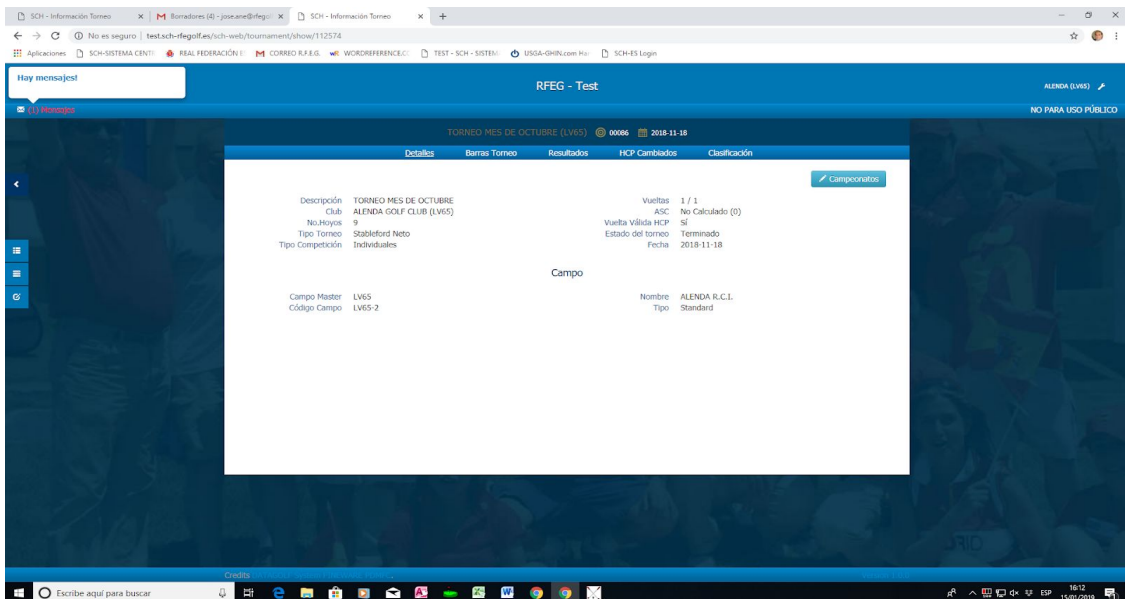 SCH - Información Torneo
Borradores (4) - jose.ane@rfegol
SCH - Información Torneo
No es seguro | test.sch-rfegolf.es/sch-web/tournament/show/112574
Aplicaciones SCH-SISTEMA CENTR REAL FEDERACIÓN E CORREO R.F.E.G. WORDREFERENCE.C TEST - SCH - SISTEM USGA-GHIN.com Ha SCH-ES Login
Hay mensajes!
RFEG - Test
ALENDA (LV65)
(1) Mensajes
NO PARA USO PÚBLICO
TORNEO MES DE OCTUBRE (LV65) 00086 2018-11-18
Detalles Barras Torneo Resultados HCP Cambiados Clasificación
Campeonatos
Descripción TORNEO MES DE OCTUBRE Vueltas 1 / 1
Club ALENDA GOLF CLUB (LV65) ASC No Calculado (0)
No.Hoyos 9 Vuelta Válida HCP Sí
Tipo Torneo Stableford Neto Estado del torneo Terminado
Tipo Competición Individuales Fecha 2018-11-18
Campo
Campo Master LV65 Nombre ALENDA R.C.I.
Código Campo LV65-2 Tipo Standard
Credits
Escribe aquí para buscar
ESP
16:12
15/01/2019